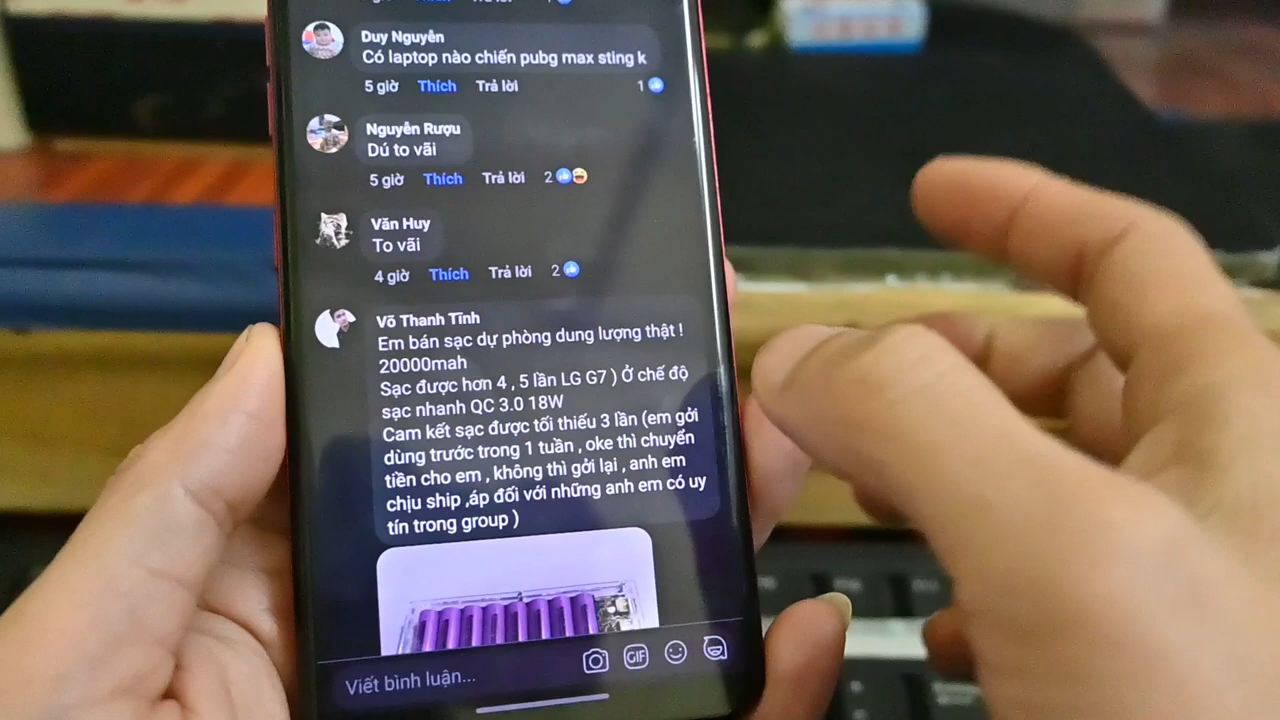 Duy Nguyên
Có laptop nào chiến pubg max sting k
5 giờ Thích Trả lời 1
Nguyễn Rượu
Dú to vãi
5 giờ Thích Trả lời 2
Văn Huy
To vãi
4 giờ Thích Trả lời 2
Võ Thanh Tĩnh
Em bán sạc dự phòng dung lượng thật !
20000mah
Sạc được hơn 4 , 5 lần LG G7 ) Ở chế độ
sạc nhanh QC 3.0 18W
Cam kết sạc được tối thiếu 3 lần (em gởi
dùng trước trong 1 tuần , oke thì chuyển
tiền cho em , không thì gởi lại , anh em
chịu ship ,áp đối với những anh em có uy
tín trong group )
GIF
Viết bình luận...